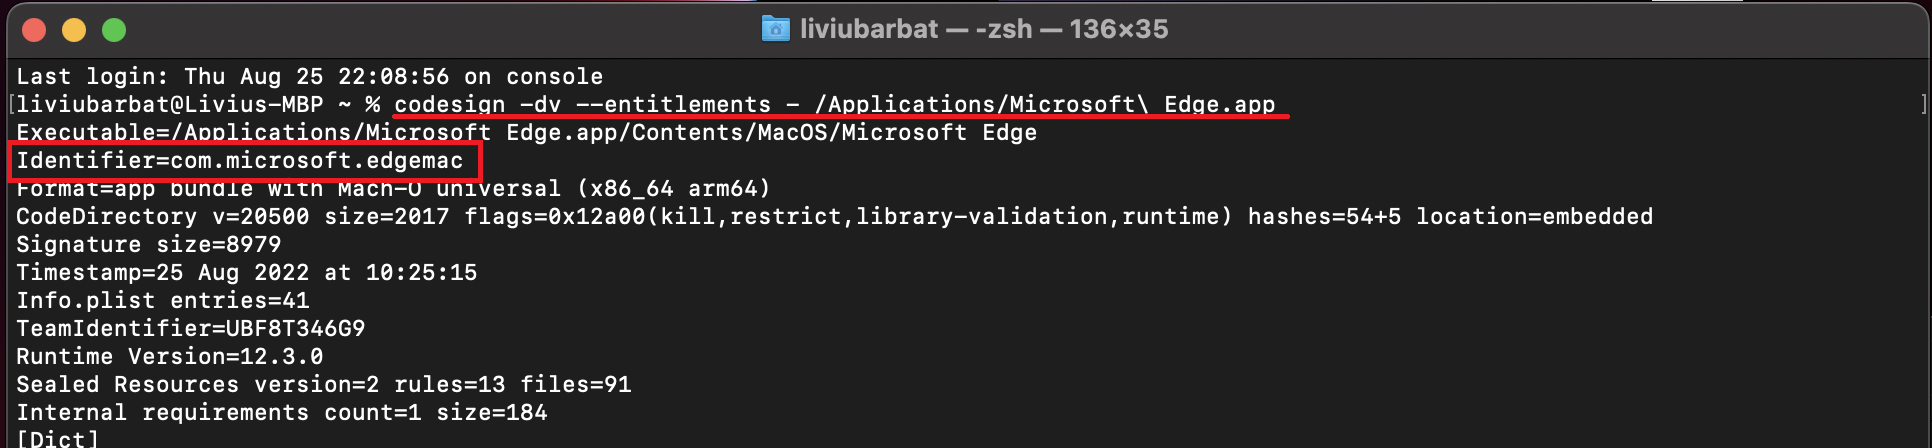 liviubarbat — -zsh — 136×35
Last login: Thu Aug 25 22:08:56 on console
[liviubarbat@Livius-MBP ~ % codesign -dv --entitlements - /Applications/Microsoft\ Edge.app ]
Executable=/Applications/Microsoft Edge.app/Contents/MacOS/Microsoft Edge
Identifier=com.microsoft.edgemac
Format=app bundle with Mach-O universal (x86_64 arm64)
CodeDirectory v=20500 size=2017 flags=0x12a00(kill,restrict,library-validation,runtime) hashes=54+5 location=embedded
Signature size=8979
Timestamp=25 Aug 2022 at 10:25:15
Info.plist entries=41
TeamIdentifier=UBF8T346G9
Runtime Version=12.3.0
Sealed Resources version=2 rules=13 files=91
Internal requirements count=1 size=184
[Dict]